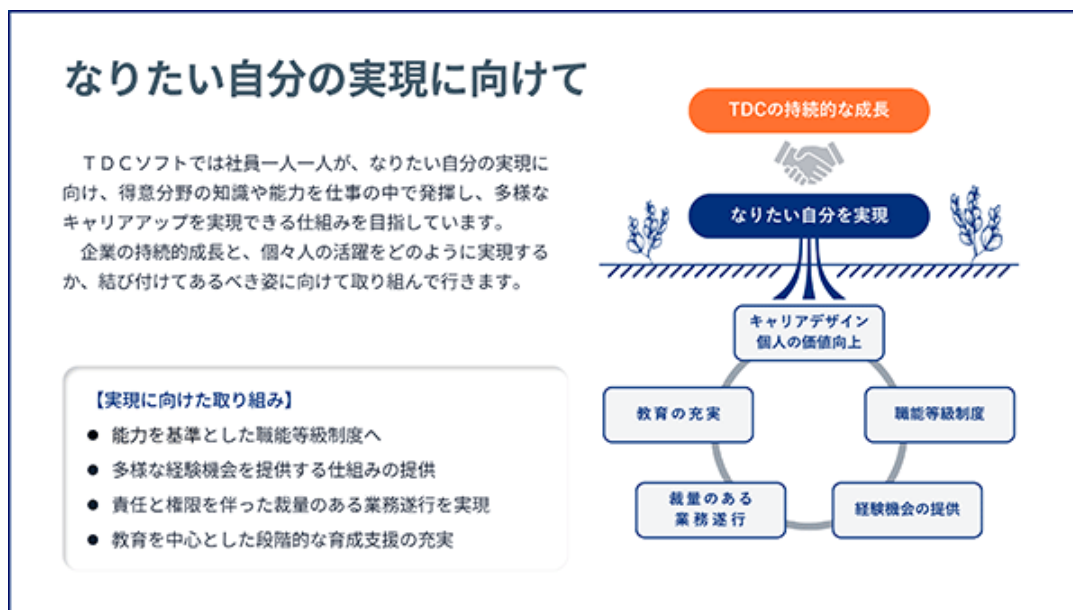 なりたい自分の実現に向けて
TDCソフトでは社員一人一人が、なりたい自分の実現に
向け、得意分野の知識や能力を仕事の中で発揮し、多様な
キャリアアップを実現できる仕組みを目指しています。
企業の持続的成長と、個々人の活躍をどのように実現する
か、結び付けてあるべき姿に向けて取り組んで行きます。
【実現に向けた取り組み】
● 能力を基準とした職能等級制度へ
● 多様な経験機会を提供する仕組みの提供
● 責任と権限を伴った裁量のある業務遂行を実現
● 教育を中心とした段階的な育成支援の充実
TDCの持続的な成長
なりたい自分を実現
キャリアデザイン
個人の価値向上
教育の充実
職能等級制度
裁量のある
業務遂行
経験機会の提供